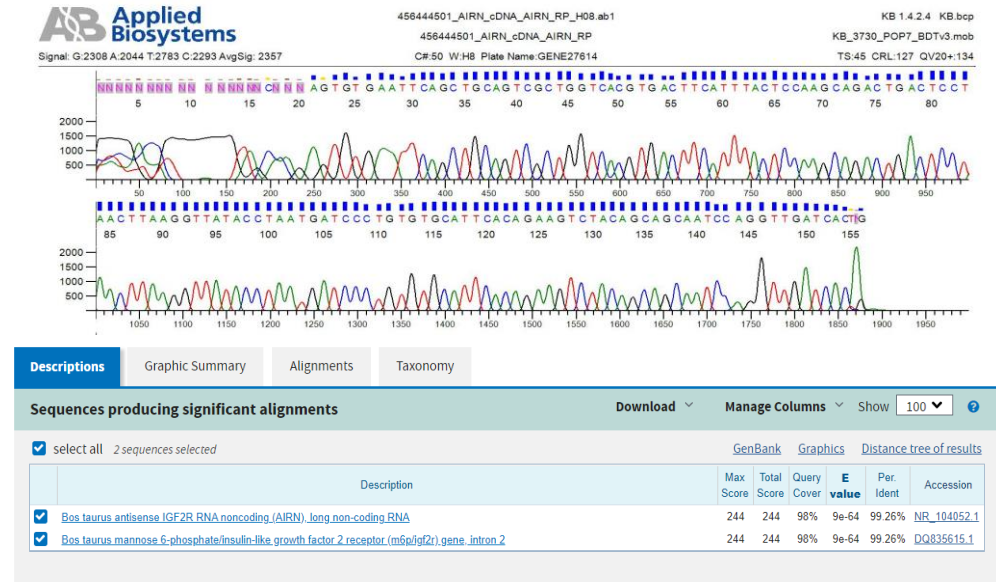 Applied Biosystems
456444501_AIRN_cDNA_AIRN_RP_H08.ab1
KB 1.4.2.4 KB.bcp
456444501_AIRN_cDNA_AIRN_RP
KB_3730_POP7_BDTv3.mob
Signal: G:2308 A:2044 T:2783 C:2293 AvgSig: 2357
C#:50 W:H8 Plate Name:GENE27614
TS:45 CRL:127 QV20+:134
NNNNN NNN NN N NNNNNCNNN AGTGTGAATTCAGCTGCAGTCGCTGGTCACGTGACTTCATTTACTCCAAGCAGACTGACTCCT
5 10 15 20 25 30 35 40 45 50 55 60 65 70 75 80
2000
1500
1000
500
50 100 150 200 250 300 350 400 450 500 550 600 650 700 750 800 850 900 950
AACTTAAGGTTATACCTAATGATCCCTGTGTGCATTCACAGAAGTCTACAGCAGCAATCCAGGTTGATCACTNG
85 90 95 100 105 110 115 120 125 130 135 140 145 150 155
2000
1500
1000
500
1050 1100 1150 1200 1250 1300 1350 1400 1450 1500 1550 1600 1650 1700 1750 1800 1850 1900 1950
Descriptions Graphic Summary Alignments Taxonomy
Sequences producing significant alignments Download Manage Columns Show 100
select all 2 sequences selected GenBank Graphics Distance tree of results
Description Max Score Total Score Query Cover E value Per. Ident Accession
Bos taurus antisense IGF2R RNA noncoding (AIRN), long non-coding RNA 244 244 98% 9e-64 99.26% NR_104052.1
Bos taurus mannose 6-phosphate/insulin-like growth factor 2 receptor (m6p/igf2r) gene, intron 2 244 244 98% 9e-64 99.26% DQ835615.1